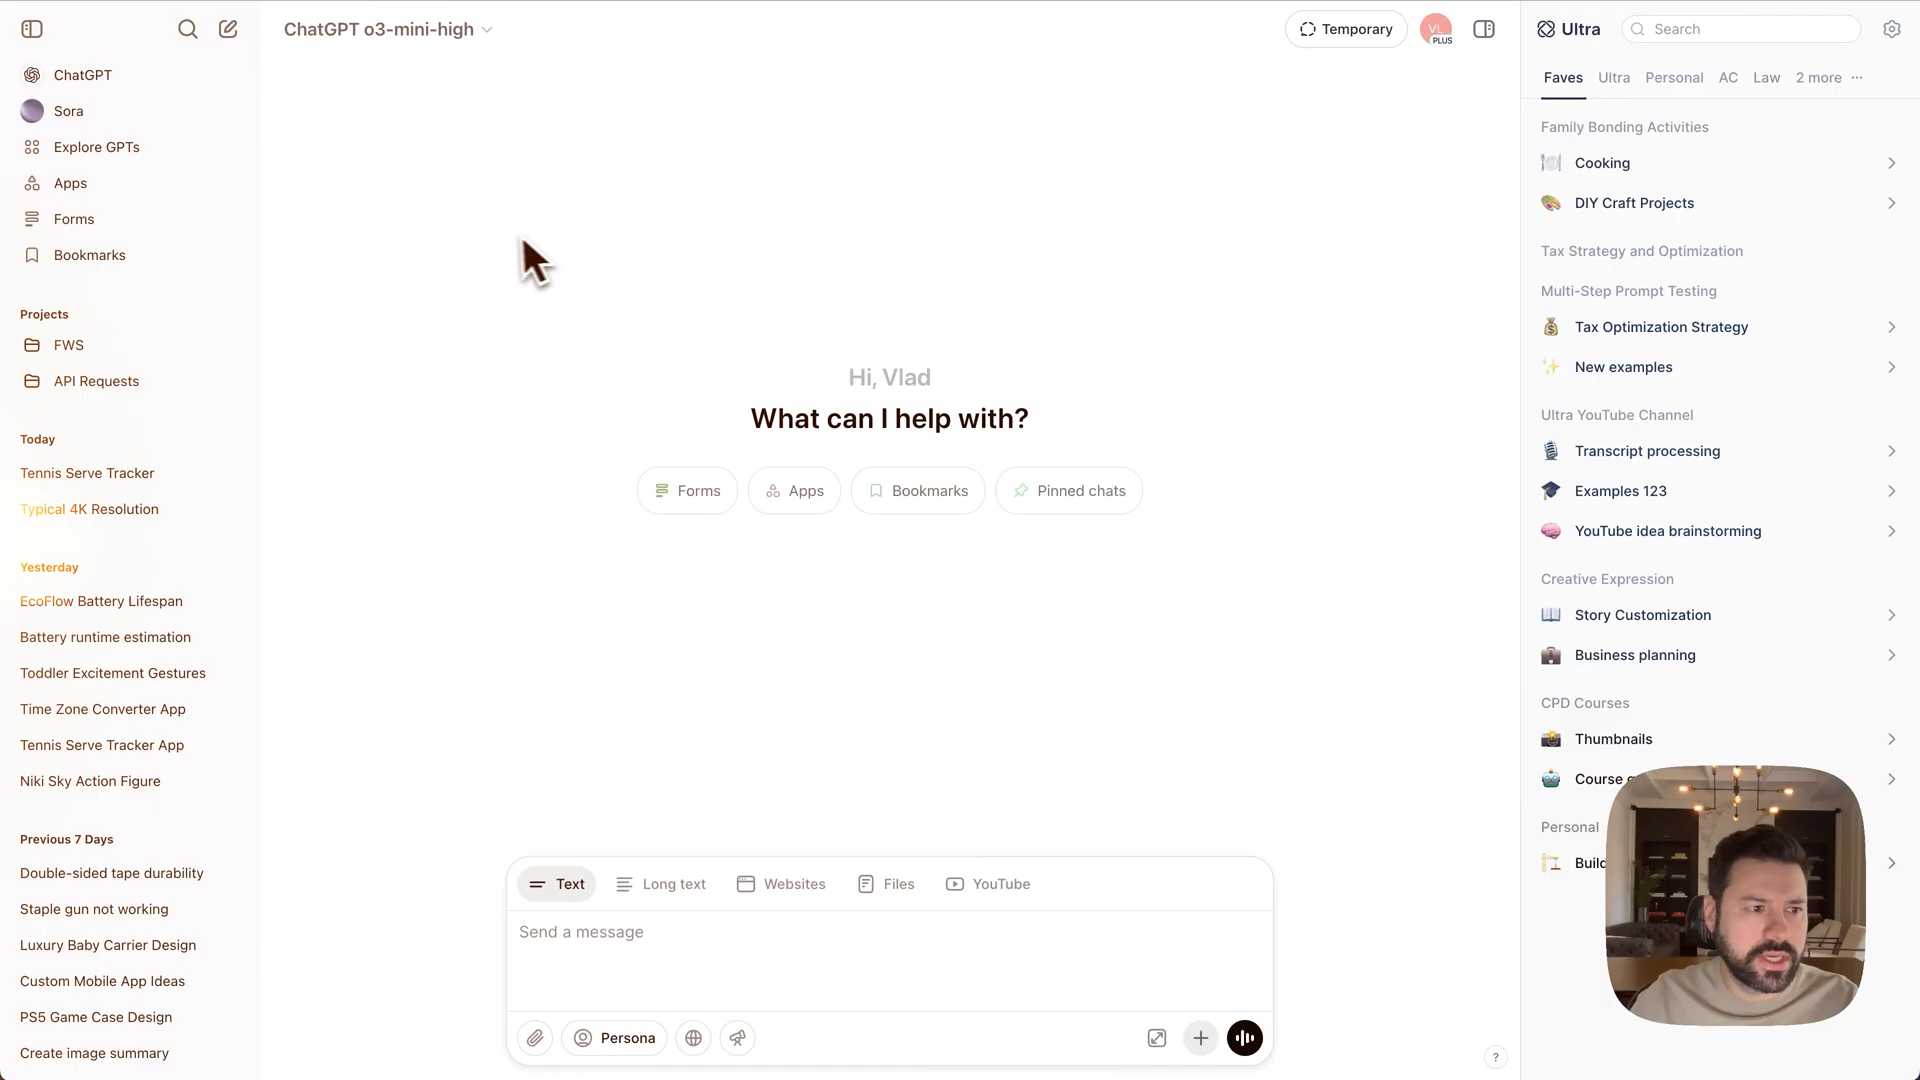 ChatGPT
Sora
Explore GPTs
Apps
Forms
Bookmarks
Projects
FWS
API Requests
Today
Tennis Serve Tracker
Typical 4K Resolution
Yesterday
EcoFlow Battery Lifespan
Battery runtime estimation
Toddler Excitement Gestures
Time Zone Converter App
Tennis Serve Tracker App
Niki Sky Action Figure
Previous 7 Days
Double-sided tape durability
Staple gun not working
Luxury Baby Carrier Design
Custom Mobile App Ideas
PS5 Game Case Design
Create image summary
ChatGPT o3-mini-high
Temporary
VL
PLUS
Hi, Vlad
What can I help with?
Forms Apps Bookmarks Pinned chats
Text Long text Websites Files YouTube
Send a message
Persona
?
Ultra
Search
Faves Ultra Personal AC Law 2 more ···
Family Bonding Activities
Cooking
DIY Craft Projects
Tax Strategy and Optimization
Multi-Step Prompt Testing
Tax Optimization Strategy
New examples
Ultra YouTube Channel
Transcript processing
Examples 123
YouTube idea brainstorming
Creative Expression
Story Customization
Business planning
CPD Courses
Thumbnails
Course
Personal